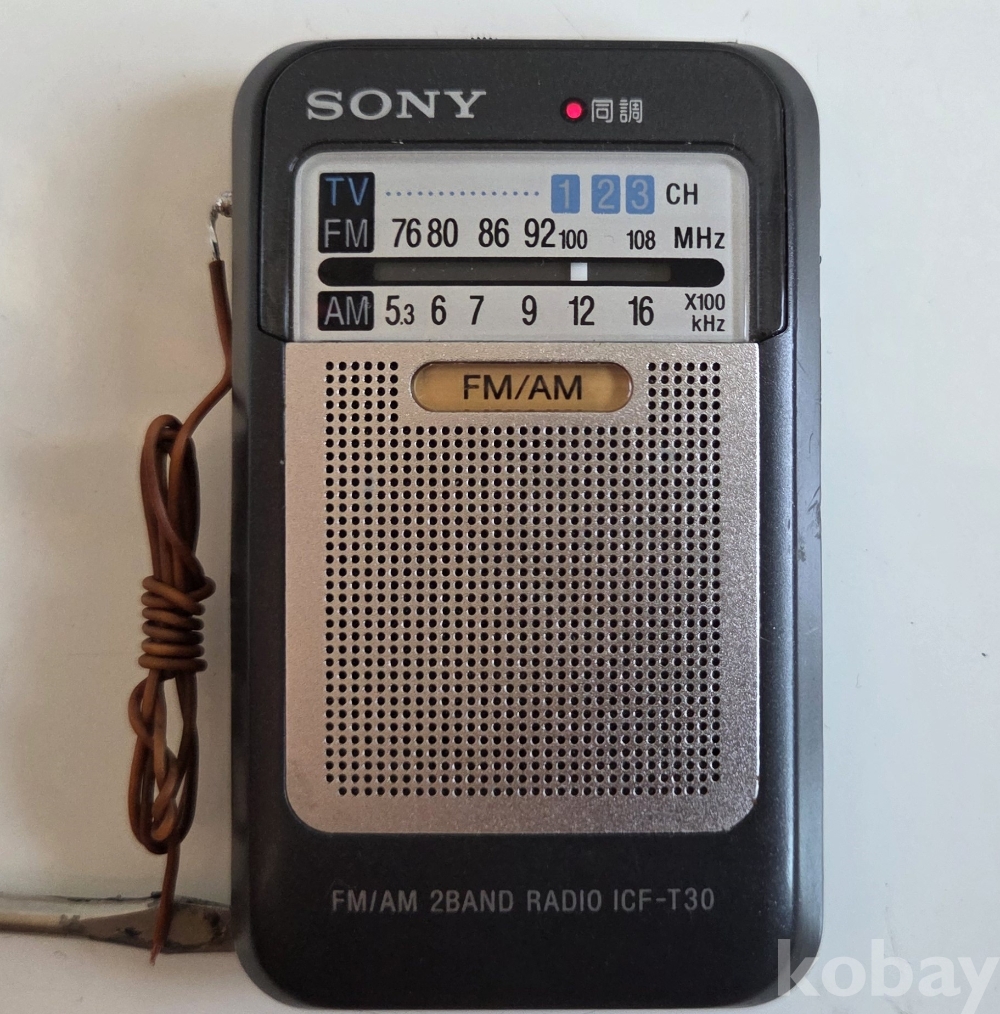 SONY 同調
TV 1 2 3 CH
FM 76 80 86 92 100 108 MHz
AM 5.3 6 7 9 12 16 X100 kHz
FM/AM
FM/AM 2BAND RADIO ICF-T30
kobay